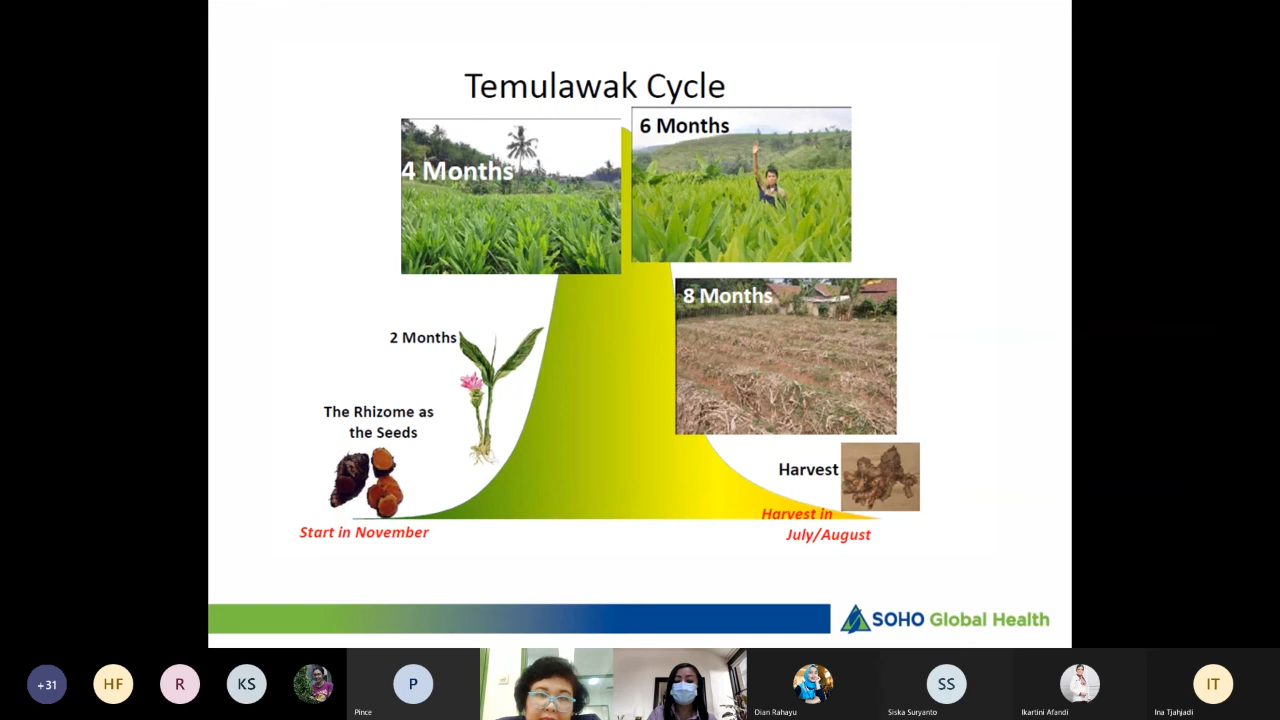 Temulawak Cycle
4 Months
6 Months
8 Months
2 Months
The Rhizome as
the Seeds
Harvest
Start in November
Harvest in
July/August
SOHO Global Health
+31
HF
R
KS
P
Pince
Dian Rahayu
SS
Siska Suryanto
Ikartini Afandi
IT
Ina Tjahjadi